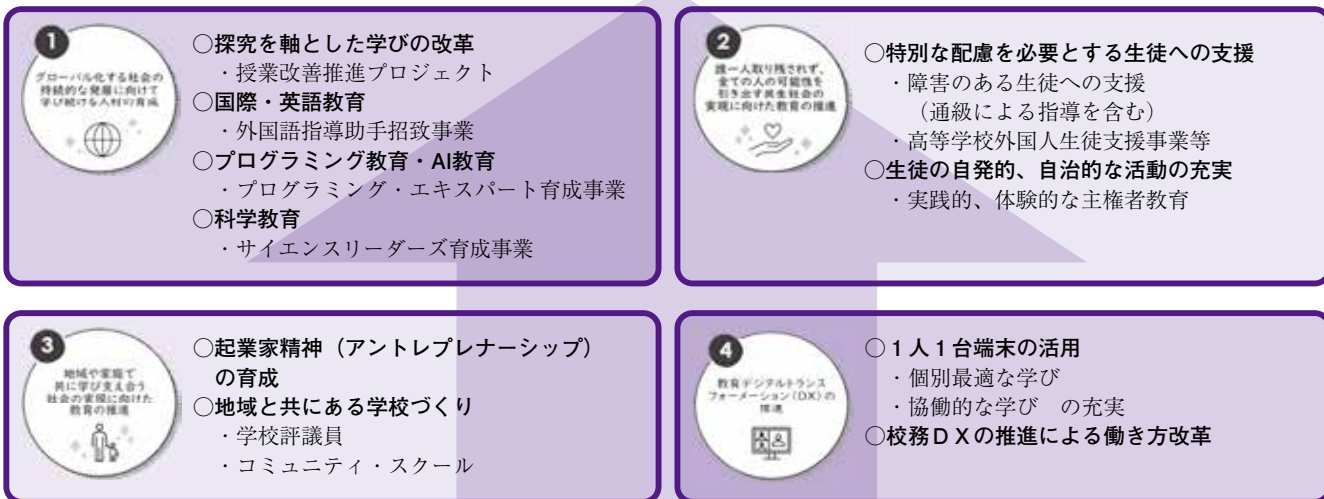 1
グローバル化する社会の
持続的な発展に向けて
学び続ける人材の育成
○探究を軸とした学びの改革
・授業改善推進プロジェクト
○国際・英語教育
・外国語指導助手招致事業
○プログラミング教育・AI教育
・プログラミング・エキスパート育成事業
○科学教育
・サイエンスリーダーズ育成事業
2
誰一人取り残されず、
全ての人の可能性を
引き出す共生社会の
実現に向けた教育の推進
○特別な配慮を必要とする生徒への支援
・障害のある生徒への支援
（通級による指導を含む）
・高等学校外国人生徒支援事業等
○生徒の自発的、自治的な活動の充実
・実践的、体験的な主権者教育
3
地域や家庭で
共に学び支え合う
社会の実現に向けた
教育の推進
○起業家精神（アントレプレナーシップ）
の育成
○地域と共にある学校づくり
・学校評議員
・コミュニティ・スクール
4
教育デジタルトランス
フォーメーション（DX）の
推進
○１人１台端末の活用
・個別最適な学び
・協働的な学び　の充実
○校務ＤＸの推進による働き方改革